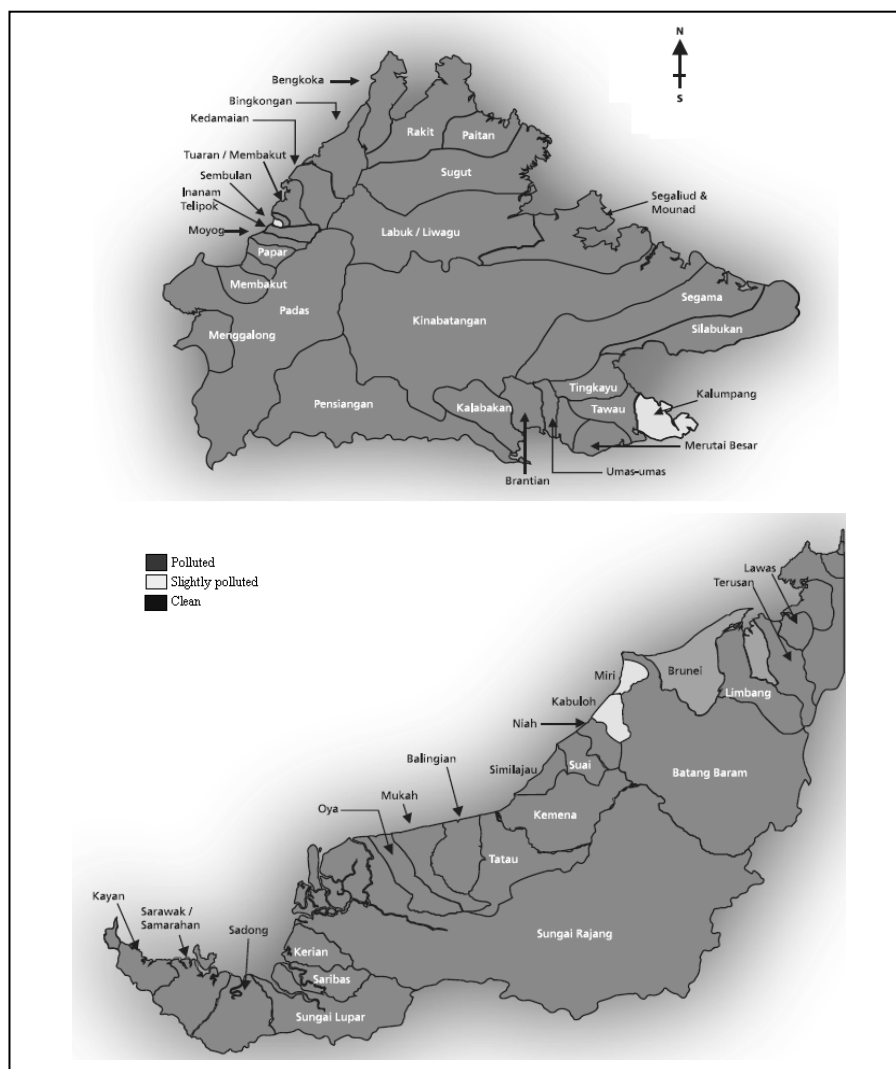 N
S
Bengkoka
Bingkongan
Kedamaian
Rakit
Paitan
Tuaran / Membakut
Sugut
Sembulan
Inanam
Telipok
Segaliud &
Mounad
Moyog
Labuk / Liwagu
Papar
Membakut
Padas
Segama
Kinabatangan
Silabukan
Menggalong
Tingkayu
Kalumpang
Pensiangan
Kalabakan
Tawau
Merutai Besar
Umas-umas
Brantian
Polluted
Slightly polluted
Clean
Lawas
Terusan
Miri
Brunei
Limbang
Kabuloh
Niah
Balingian
Similajau
Suai
Batang Baram
Mukah
Oya
Kemena
Tatau
Kayan
Sarawak /
Samarahan
Sadong
Sungai Rajang
Kerian
Saribas
Sungai Lupar